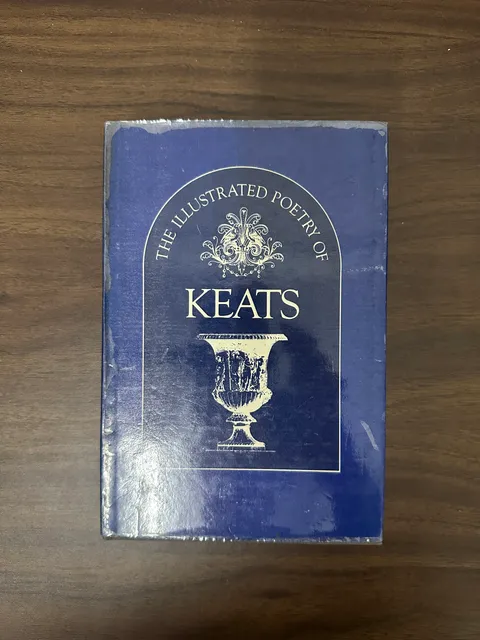 THE ILLUSTRATED POETRY OF
KEATS